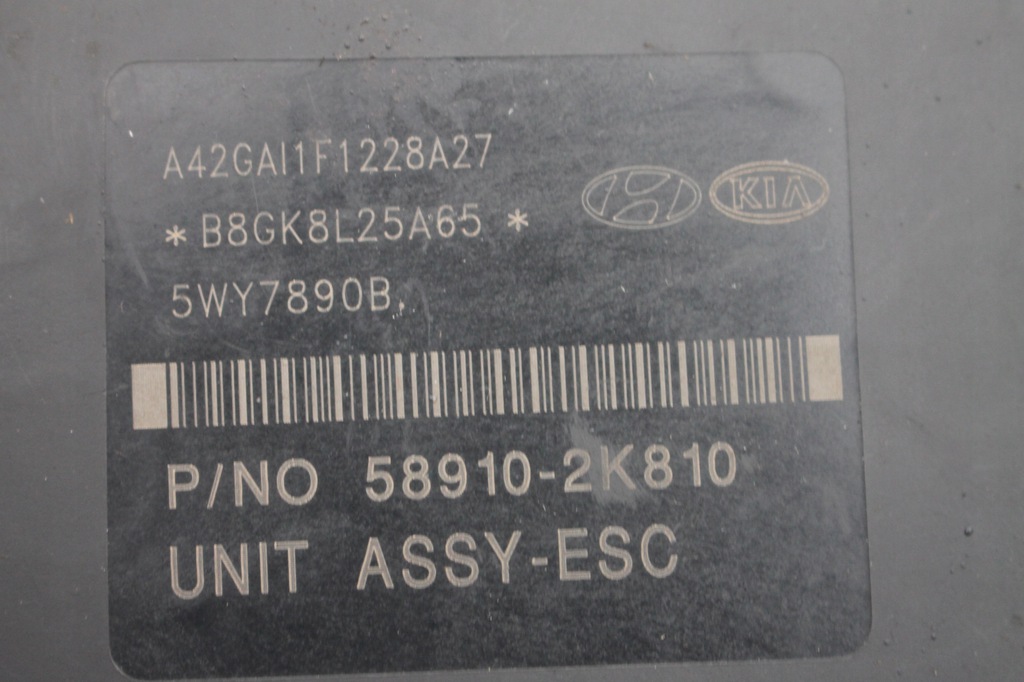 A42GAI1F1228A27
*B8GK8L25A65 *
KIA
5WY7890B.
P/NO 58910-2K810
UNIT ASSY-ESC